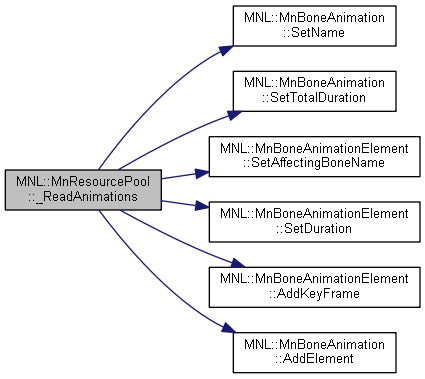 MNL::MnBoneAnimation
::SetName
MNL::MnBoneAnimation
::SetTotalDuration
MNL::MnBoneAnimationElement
::SetAffectingBoneName
MNL::MnResourcePool
::_ReadAnimations
MNL::MnBoneAnimationElement
::SetDuration
MNL::MnBoneAnimationElement
::AddKeyFrame
MNL::MnBoneAnimation
::AddElement